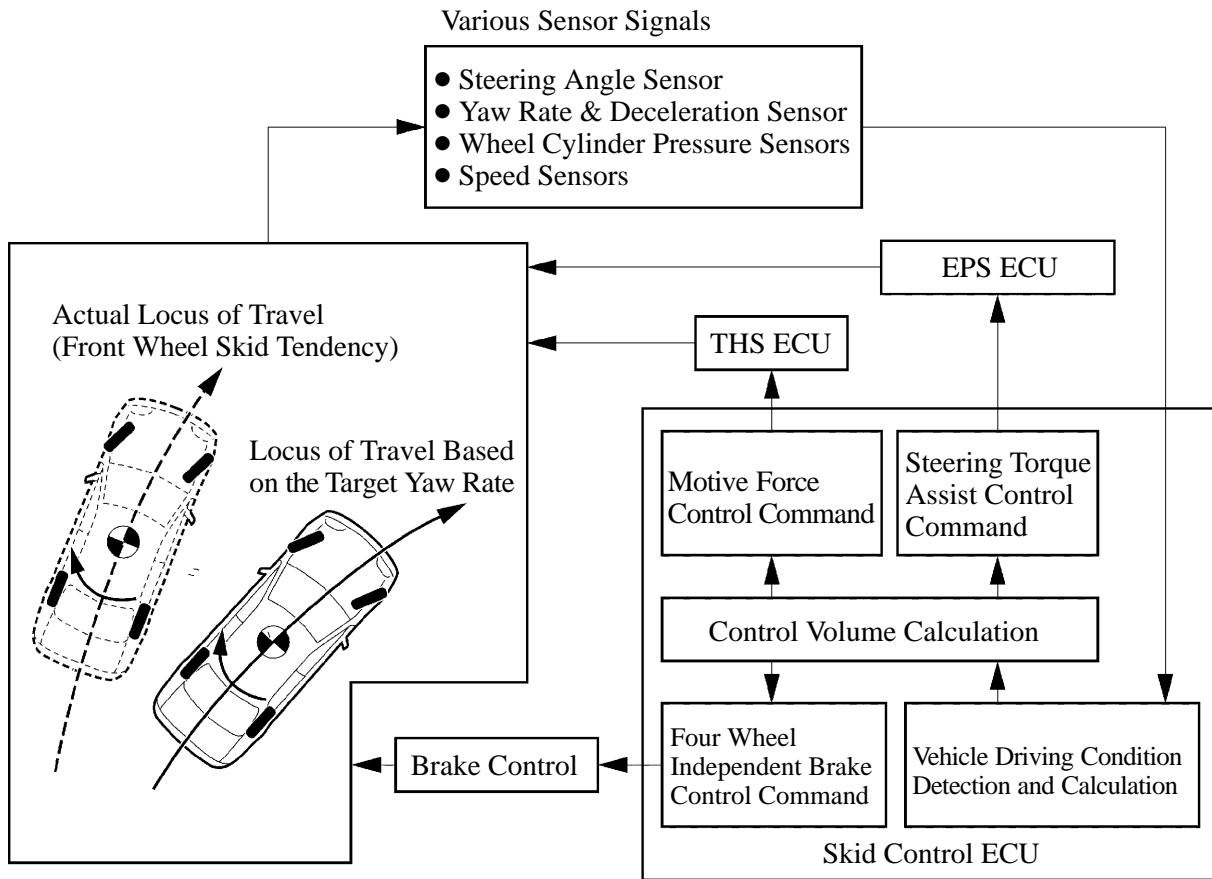 Various Sensor Signals
● Steering Angle Sensor
● Yaw Rate & Deceleration Sensor
● Wheel Cylinder Pressure Sensors
● Speed Sensors
EPS ECU
THS ECU
Actual Locus of Travel
(Front Wheel Skid Tendency)
Locus of Travel Based
on the Target Yaw Rate
Motive Force
Control Command
Steering Torque
Assist Control
Command
Control Volume Calculation
Brake Control
Four Wheel
Independent Brake
Control Command
Vehicle Driving Condition
Detection and Calculation
Skid Control ECU